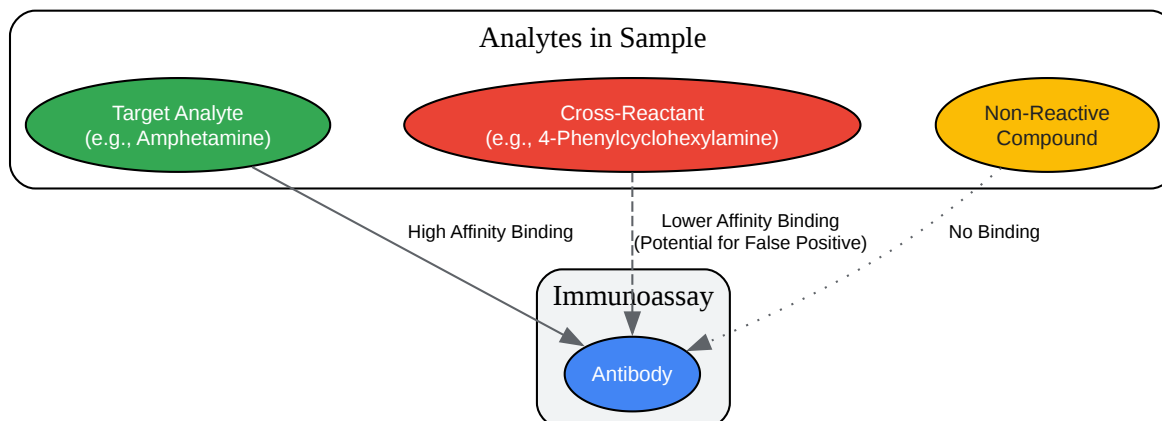 Analytes in Sample
Target Analyte
(e.g., Amphetamine)
Cross-Reactant
(e.g., 4-Phenylcyclohexylamine)
Non-Reactive
Compound
High Affinity Binding
Lower Affinity Binding
(Potential for False Positive)
No Binding
Immunoassay
Antibody